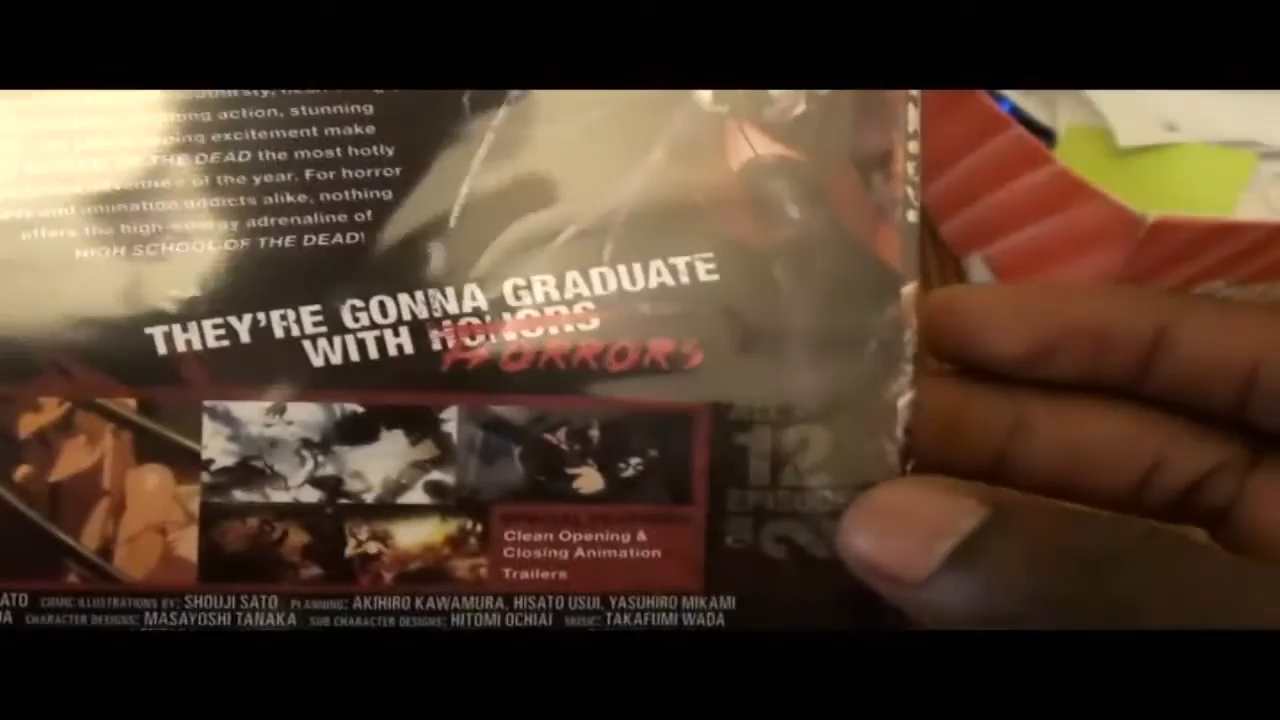 action, stunning
excitement make
THE DEAD the most hotly
of the year. For horror
and animation addicts alike, nothing
offers the high-energy adrenaline of
HIGH SCHOOL OF THE DEAD!
THEY'RE GONNA GRADUATE
WITH HONORS
HORRORS
12
Clean Opening &
Closing Animation
Trailers
COMIC ILLUSTRATIONS BY: SHOUJI SATO PLANNING: AKIHIRO KAWAMURA, HISATO USUI, YASUHIRO MIKAMI
CHARACTER DESIGNS: MASAYOSHI TANAKA SUB CHARACTER DESIGNS: HITOMI OCHIAI MUSIC: TAKAFUMI WADA